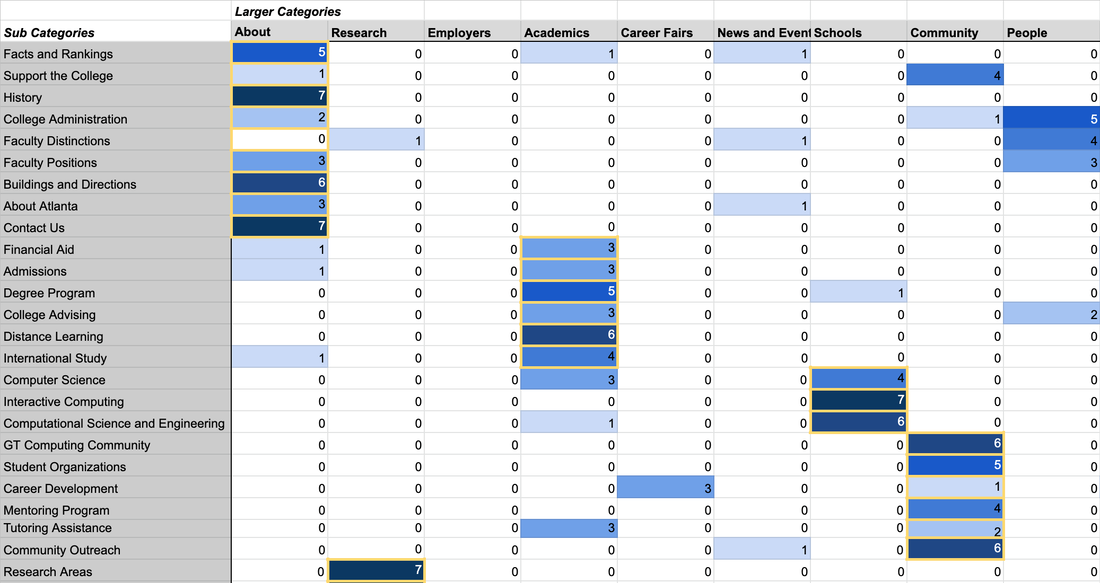 Larger Categories
Sub Categories About Research Employers Academics Career Fairs News and Event Schools Community People
Facts and Rankings 5 0 0 1 0 1 0 0 0
Support the College 1 0 0 0 0 0 0 4 0
History 7 0 0 0 0 0 0 0 0
College Administration 2 0 0 0 0 0 0 1 5
Faculty Distinctions 0 1 0 0 0 1 0 0 4
Faculty Positions 3 0 0 0 0 0 0 0 3
Buildings and Directions 6 0 0 0 0 0 0 0 0
About Atlanta 3 0 0 0 0 1 0 0 0
Contact Us 7 0 0 0 0 0 0 0 0
Financial Aid 1 0 0 3 0 0 0 0 0
Admissions 1 0 0 3 0 0 0 0 0
Degree Program 0 0 0 5 0 0 1 0 0
College Advising 0 0 0 3 0 0 0 0 2
Distance Learning 0 0 0 6 0 0 0 0 0
International Study 1 0 0 4 0 0 0 0 0
Computer Science 0 0 0 3 0 0 4 0 0
Interactive Computing 0 0 0 0 0 0 7 0 0
Computational Science and Engineering 0 0 0 1 0 0 6 0 0
GT Computing Community 0 0 0 0 0 0 0 6 0
Student Organizations 0 0 0 0 0 0 0 5 0
Career Development 0 0 0 0 3 0 0 1 0
Mentoring Program 0 0 0 0 0 0 0 4 0
Tutoring Assistance 0 0 0 3 0 0 0 2 0
Community Outreach 0 0 0 0 0 1 0 6 0
Research Areas 0 7 0 0 0 0 0 0 0